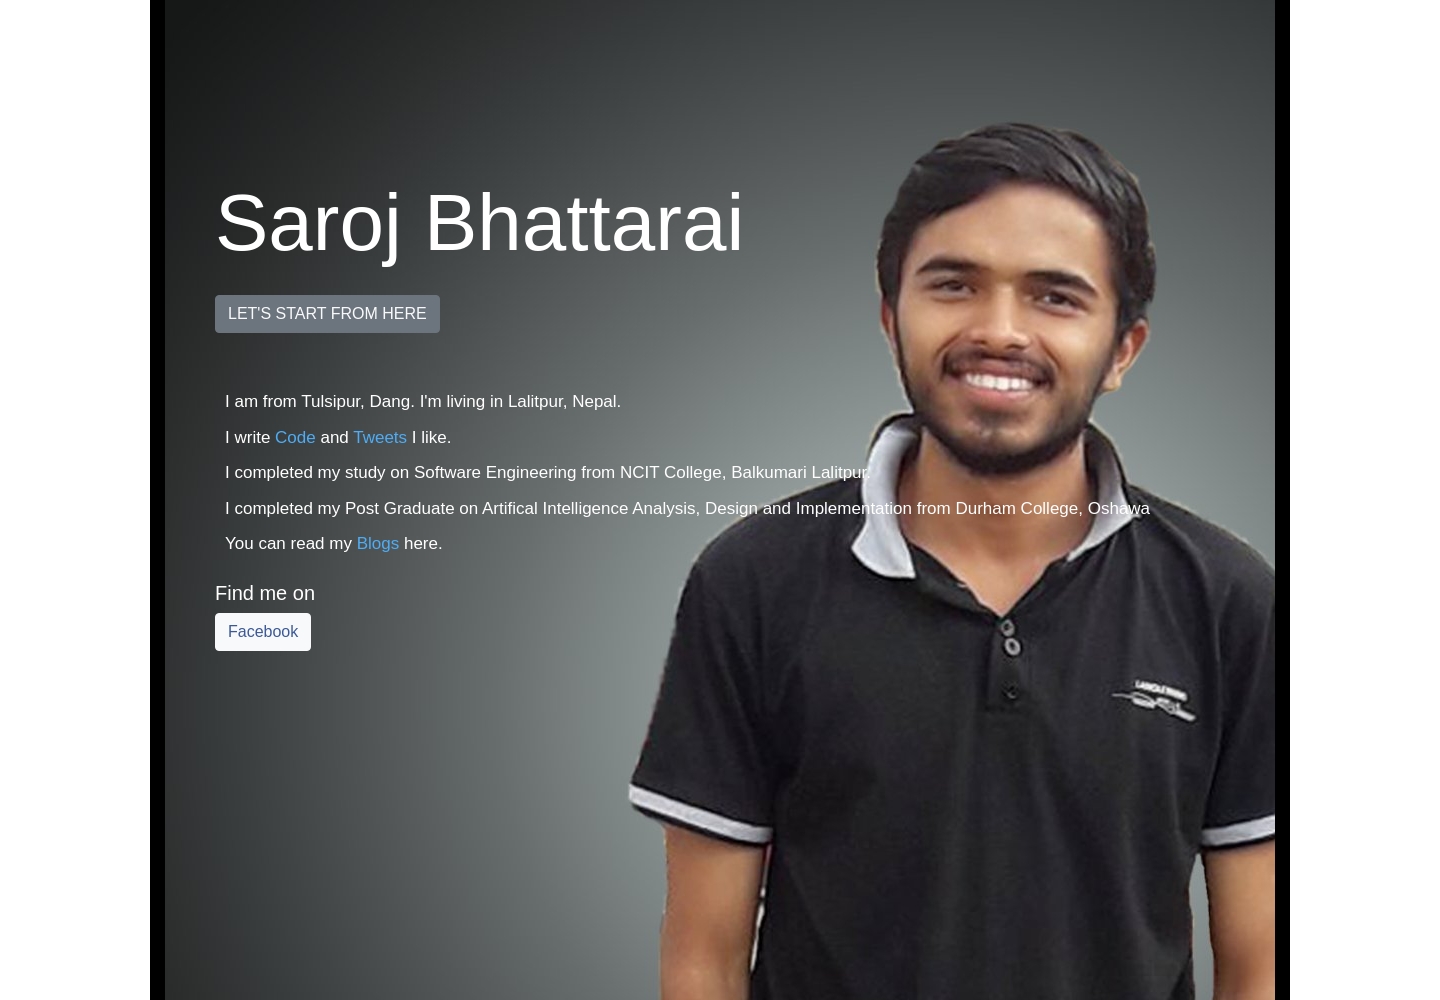 Saroj Bhattarai
LET'S START FROM HERE
I am from Tulsipur, Dang. I'm living in Lalitpur, Nepal.
I write Code and Tweets I like.
I completed my study on Software Engineering from NCIT College, Balkumari Lalitpur.
I completed my Post Graduate on Artifical Intelligence Analysis, Design and Implementation from Durham College, Oshawa
You can read my Blogs here.
Find me on
Facebook